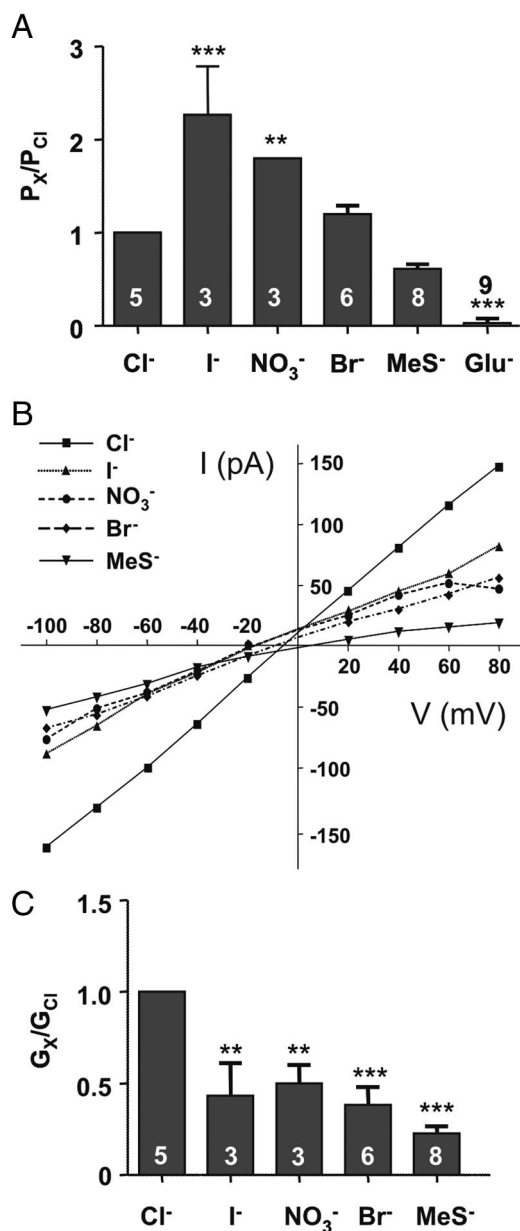 A
P_X/P_Cl
3
2
1
0
***
**
9
***
5
3
3
6
8
Cl⁻
I⁻
NO₃⁻
Br⁻
MeS⁻
Glu⁻
B
Cl⁻
I⁻
NO₃⁻
Br⁻
MeS⁻
I (pA)
150
100
50
-100
-80
-60
-40
-20
20
40
60
80
V (mV)
-50
-100
-150
C
G_X/G_Cl
1.5
1.0
0.5
0
**
**
***
***
5
3
3
6
8
Cl⁻
I⁻
NO₃⁻
Br⁻
MeS⁻